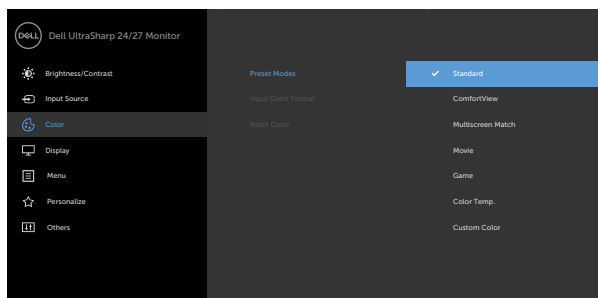 DELL Dell UltraSharp 24/27 Monitor
Brightness/Contrast
Input Source
Color
Display
Menu
Personalize
Others
Preset Modes
Input Color Format
Reset Color
Standard
ComfortView
Multiscreen Match
Movie
Game
Color Temp.
Custom Color